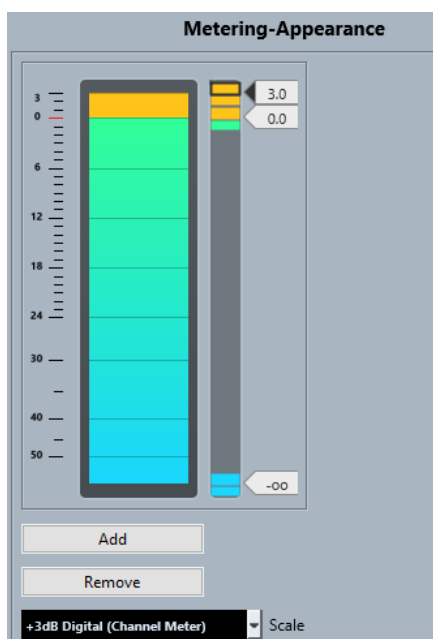 Metering-Appearance
3
0
6
12
18
24
30
40
50
3.0
0.0
-oo
Add
Remove
+3dB Digital (Channel Meter)
Scale